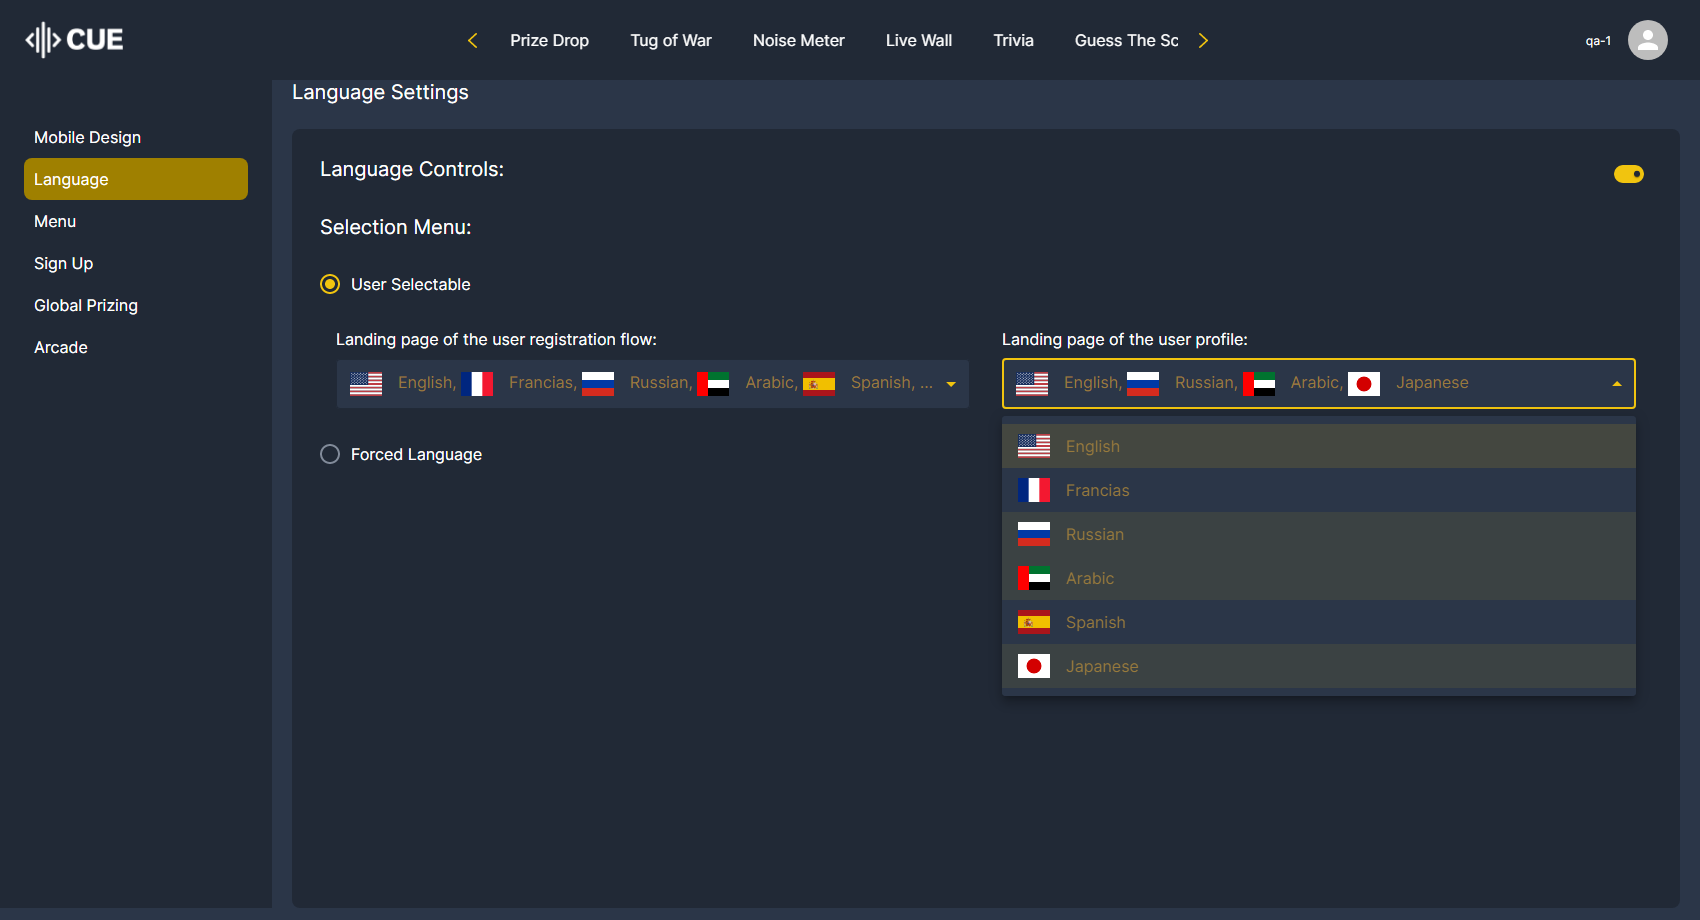 CUE
Prize Drop
Tug of War
Noise Meter
Live Wall
Trivia
Guess The Sc
qa-1
Mobile Design
Language
Menu
Sign Up
Global Prizing
Arcade
Language Settings
Language Controls:
Selection Menu:
User Selectable
Landing page of the user registration flow:
English, Francias, Russian, Arabic, Spanish, ...
Forced Language
Landing page of the user profile:
English, Russian, Arabic, Japanese
English
Francias
Russian
Arabic
Spanish
Japanese